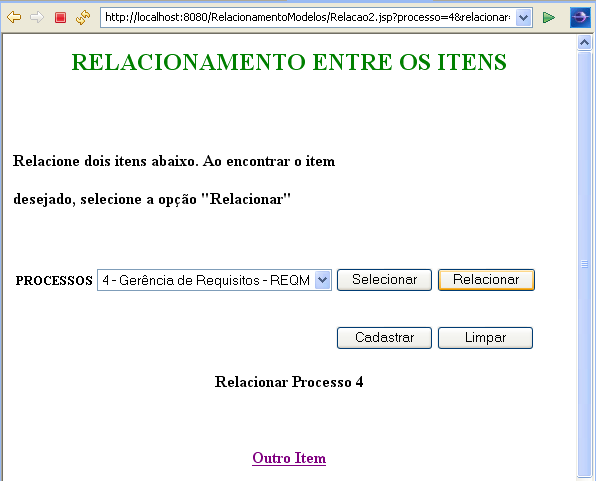 http://localhost:8080/RelacionamentoModelos/Relacao2.jsp?processo=4&relacionar=
RELACIONAMENTO ENTRE OS ITENS
Relacione dois itens abaixo. Ao encontrar o item
desejado, selecione a opção "Relacionar"
PROCESSOS 4 - Gerência de Requisitos - REQM Selecionar Relacionar
Cadastrar Limpar
Relacionar Processo 4
Outro Item